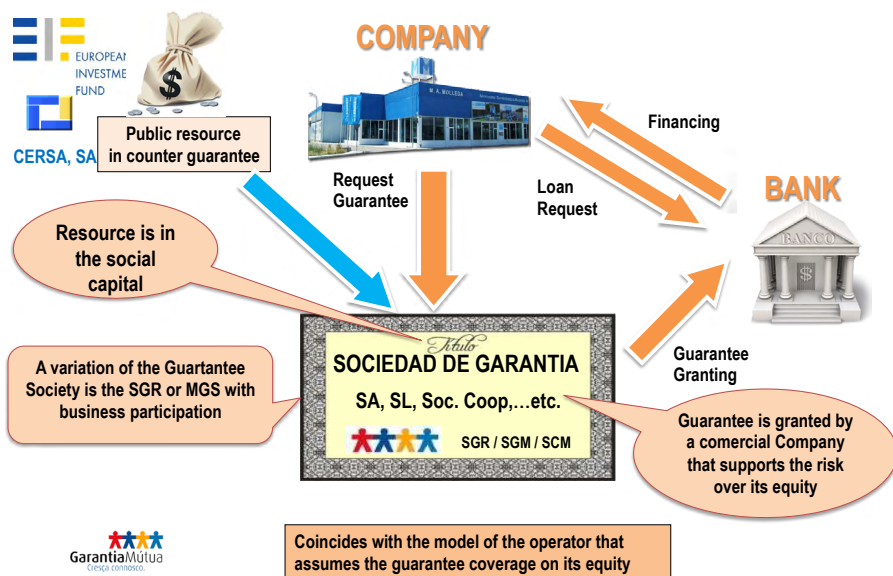 EUROPEAN
INVESTME
FUND
CERSA, SA
$
Public resource
in counter guarantee
COMPANY
M
M. A. MOLLEDA
Request
Guarantee
Loan
Request
Financing
BANK
BANCO
$
Resource is in
the social
capital
A variation of the Guartantee
Society is the SGR or MGS with
business participation
Título
SOCIEDAD DE GARANTIA
SA, SL, Soc. Coop,...etc.
SGR / SGM / SCM
Guarantee
Granting
Guarantee is granted by
a comercial Company
that supports the risk
over its equity
GarantiaMútua
Cresça connosco.
Coincides with the model of the operator that
assumes the guarantee coverage on its equity